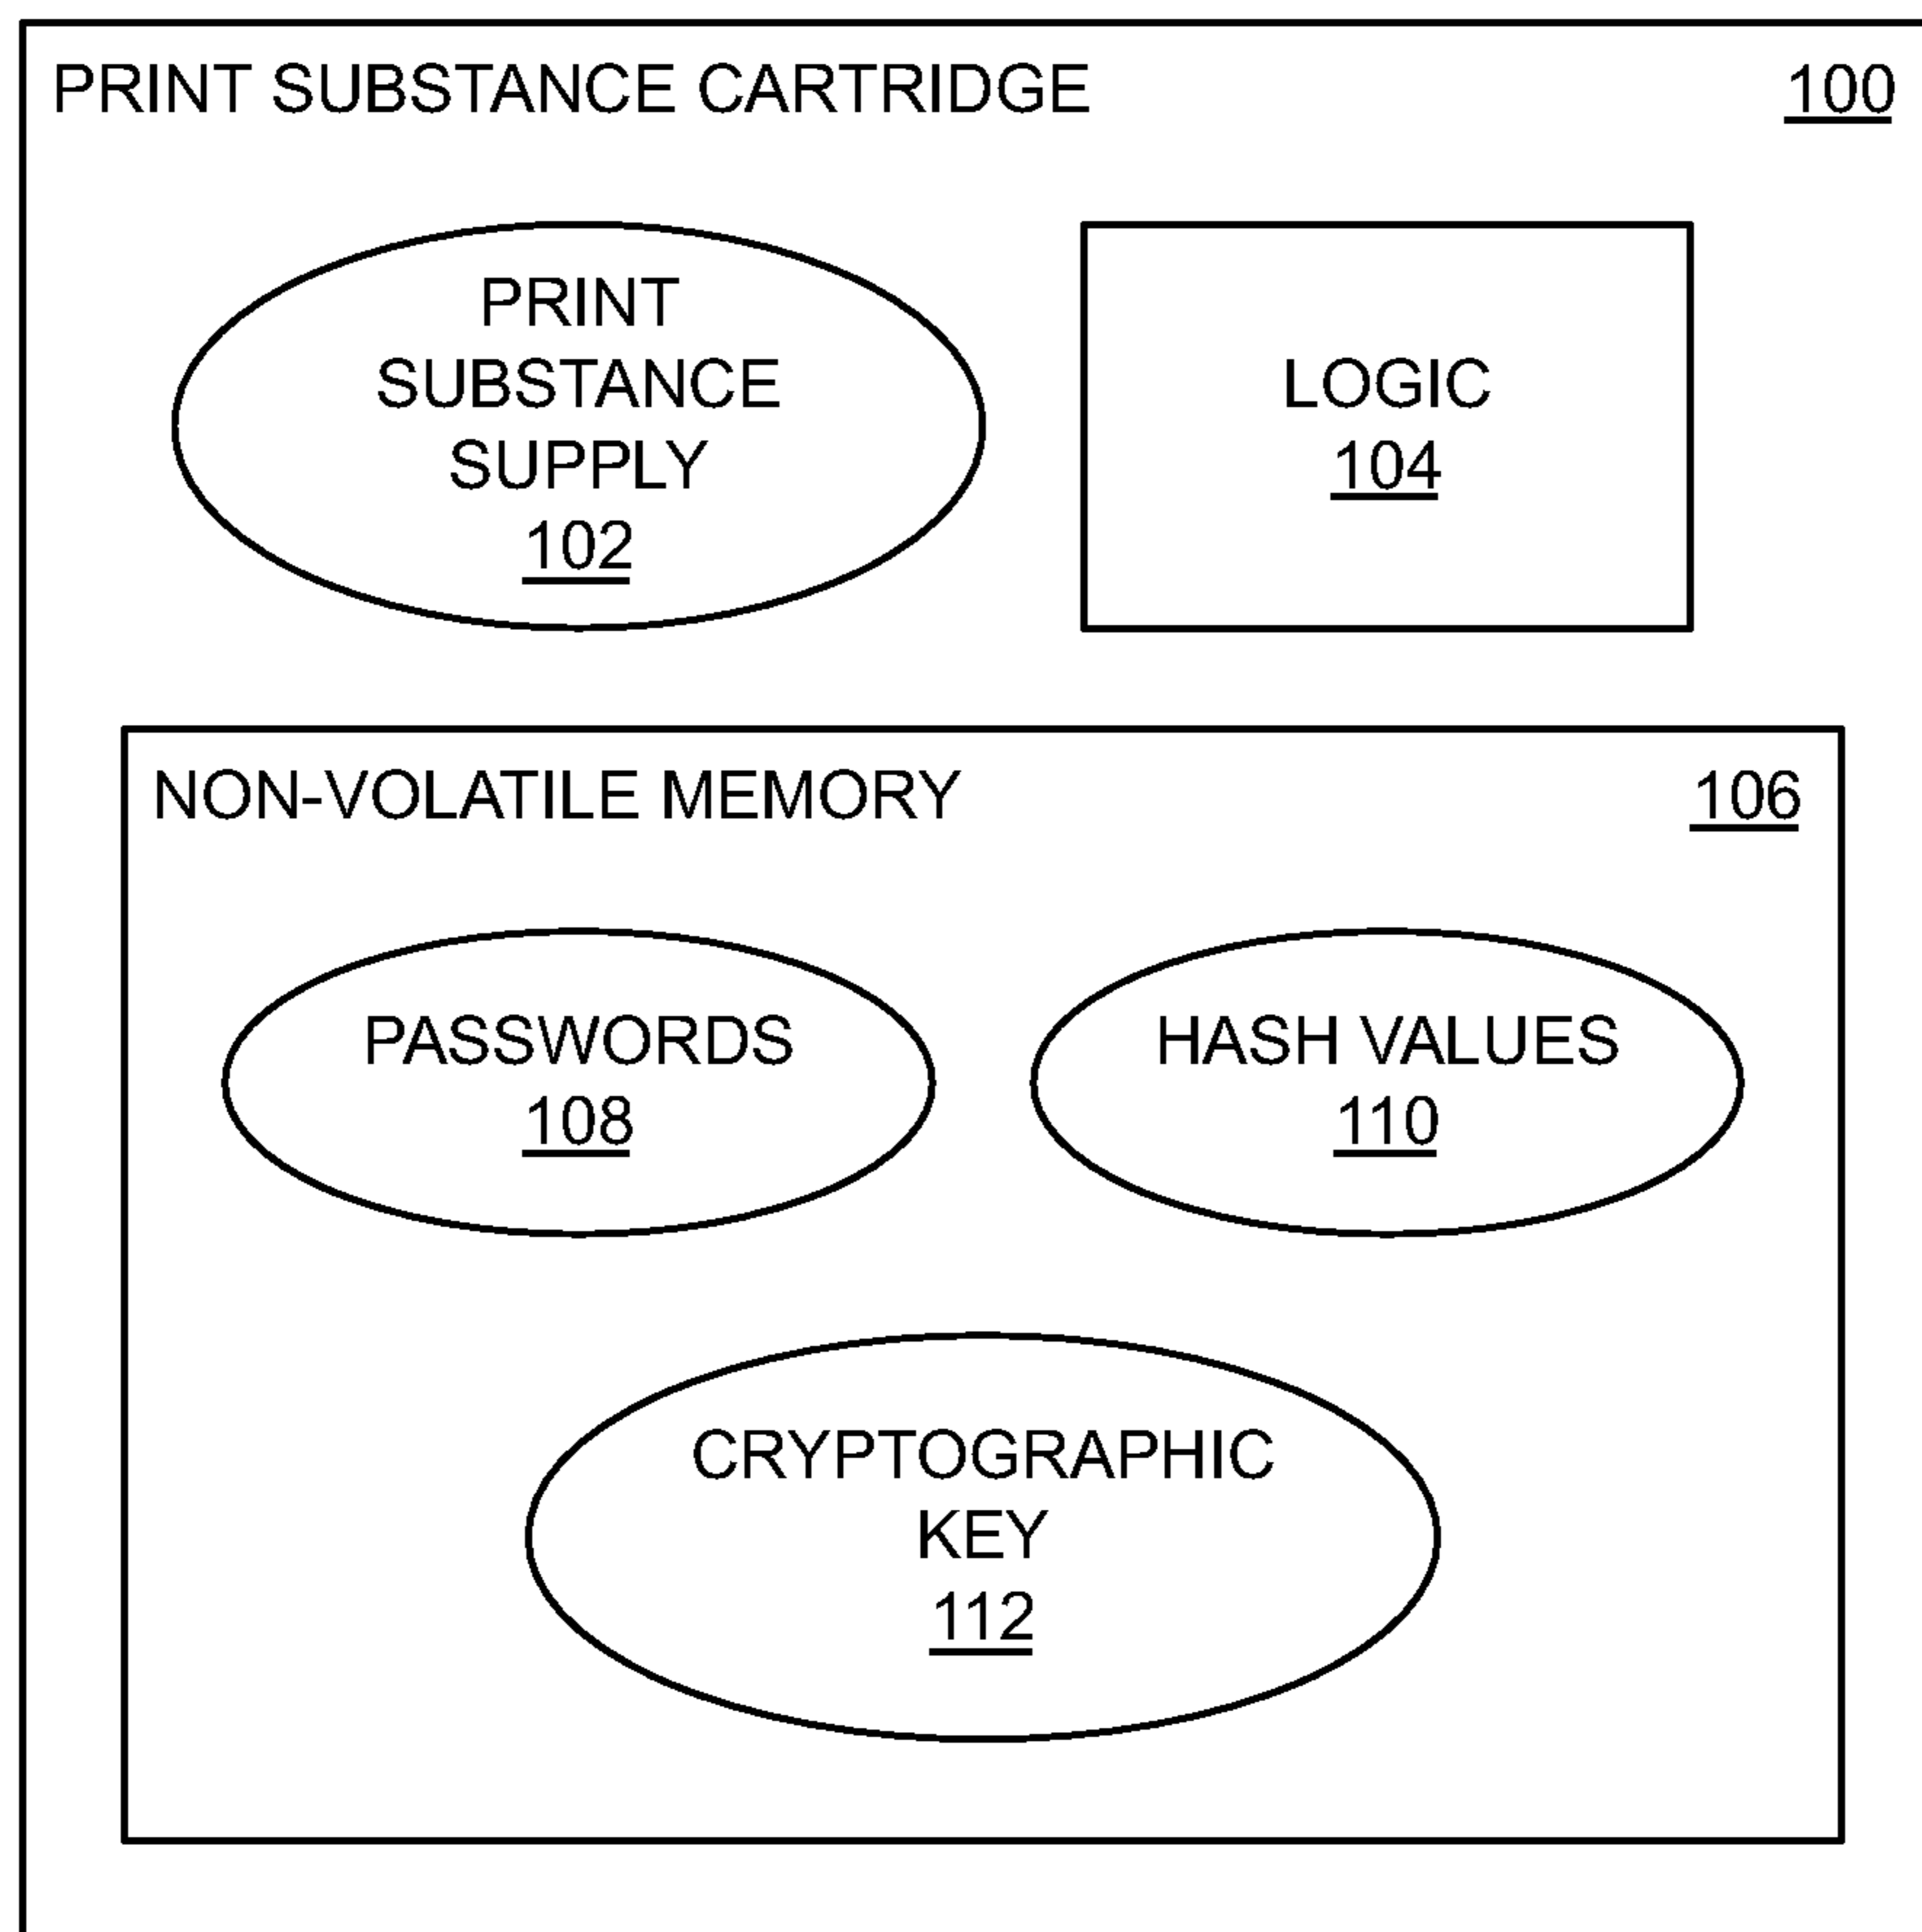 PRINT SUBSTANCE CARTRIDGE 100
PRINT
SUBSTANCE
SUPPLY
102
LOGIC
104
NON-VOLATILE MEMORY 106
PASSWORDS
108
HASH VALUES
110
CRYPTOGRAPHIC
KEY
112